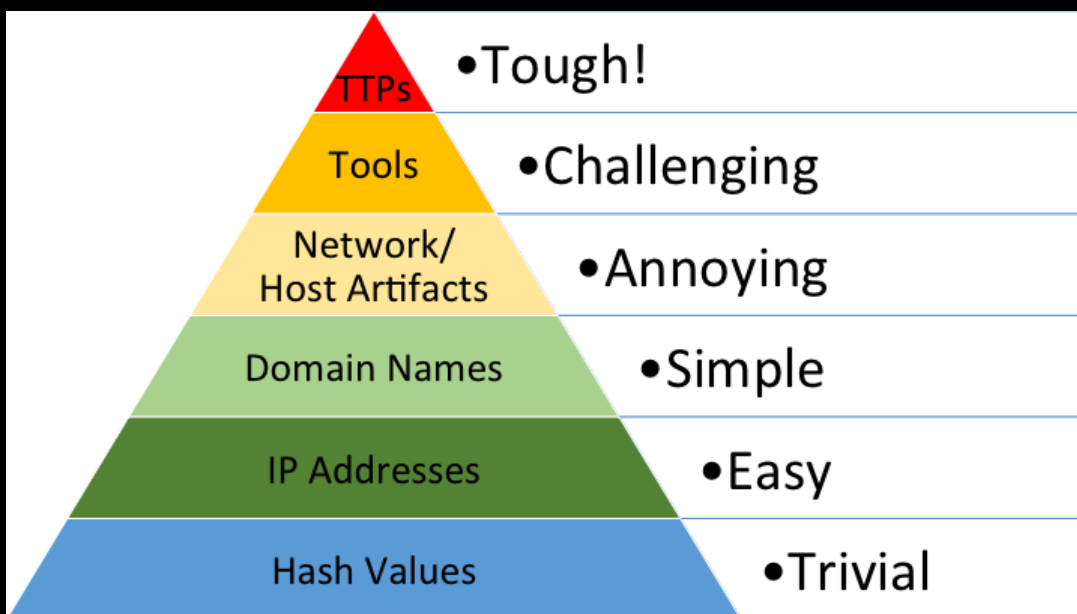 TTPs
•Tough!
Tools
•Challenging
Network/
Host Artifacts
•Annoying
Domain Names
•Simple
IP Addresses
•Easy
Hash Values
•Trivial